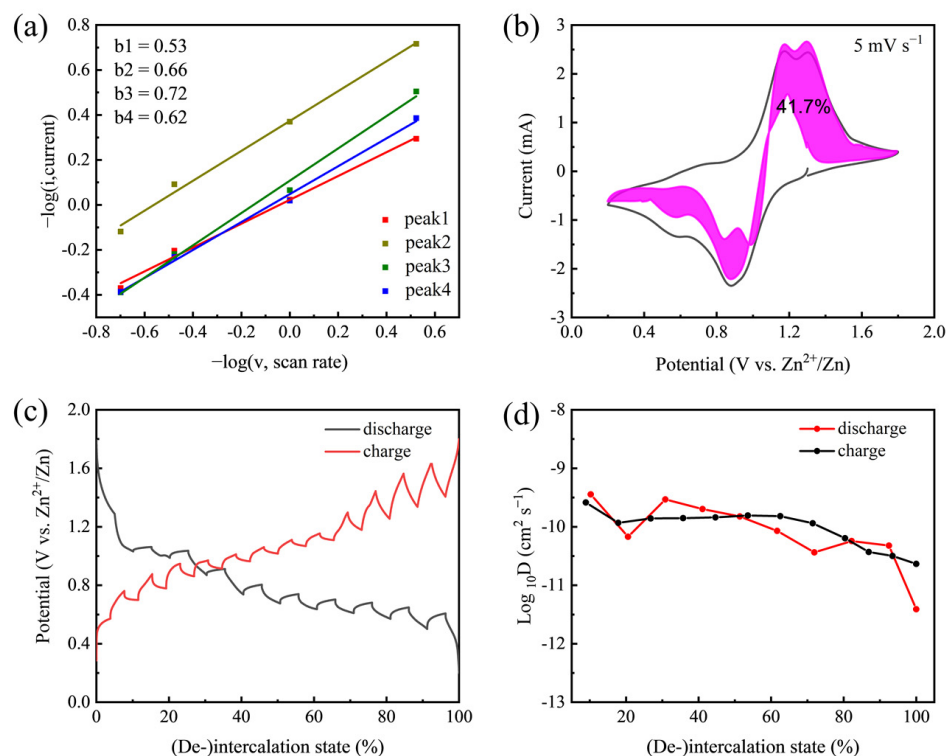 (a)
b1 = 0.53
b2 = 0.66
b3 = 0.72
b4 = 0.62
peak1
peak2
peak3
peak4
0.8
0.6
0.4
0.2
0.0
-0.2
-0.4
−log(i,current)
-0.8 -0.6 -0.4 -0.2 0.0 0.2 0.4 0.6
−log(v, scan rate)
(b)
5 mV s⁻¹
41.7%
3
2
1
0
-1
-2
-3
Current (mA)
0.0 0.4 0.8 1.2 1.6 2.0
Potential (V vs. Zn²⁺/Zn)
(c)
discharge
charge
2.0
1.6
1.2
0.8
0.4
0.0
Potential (V vs. Zn²⁺/Zn)
0 20 40 60 80 100
(De-)intercalation state (%)
(d)
discharge
charge
-8
-9
-10
-11
-12
-13
Log ₁₀D (cm² s⁻¹)
20 40 60 80 100
(De-)intercalation state (%)